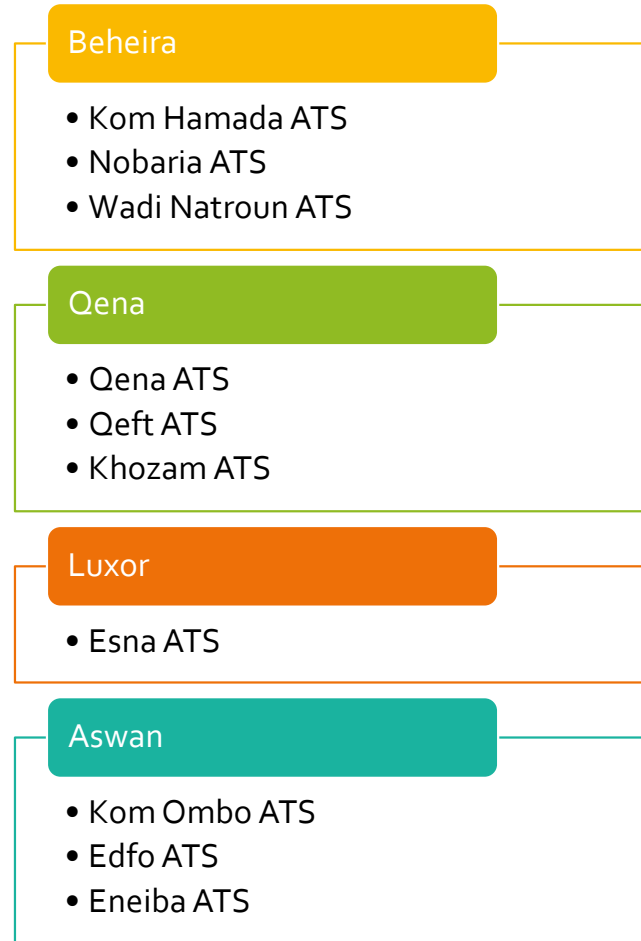 Beheira
• Kom Hamada ATS
• Nobaria ATS
• Wadi Natroun ATS
Qena
• Qena ATS
• Qeft ATS
• Khozam ATS
Luxor
• Esna ATS
Aswan
• Kom Ombo ATS
• Edfo ATS
• Eneiba ATS